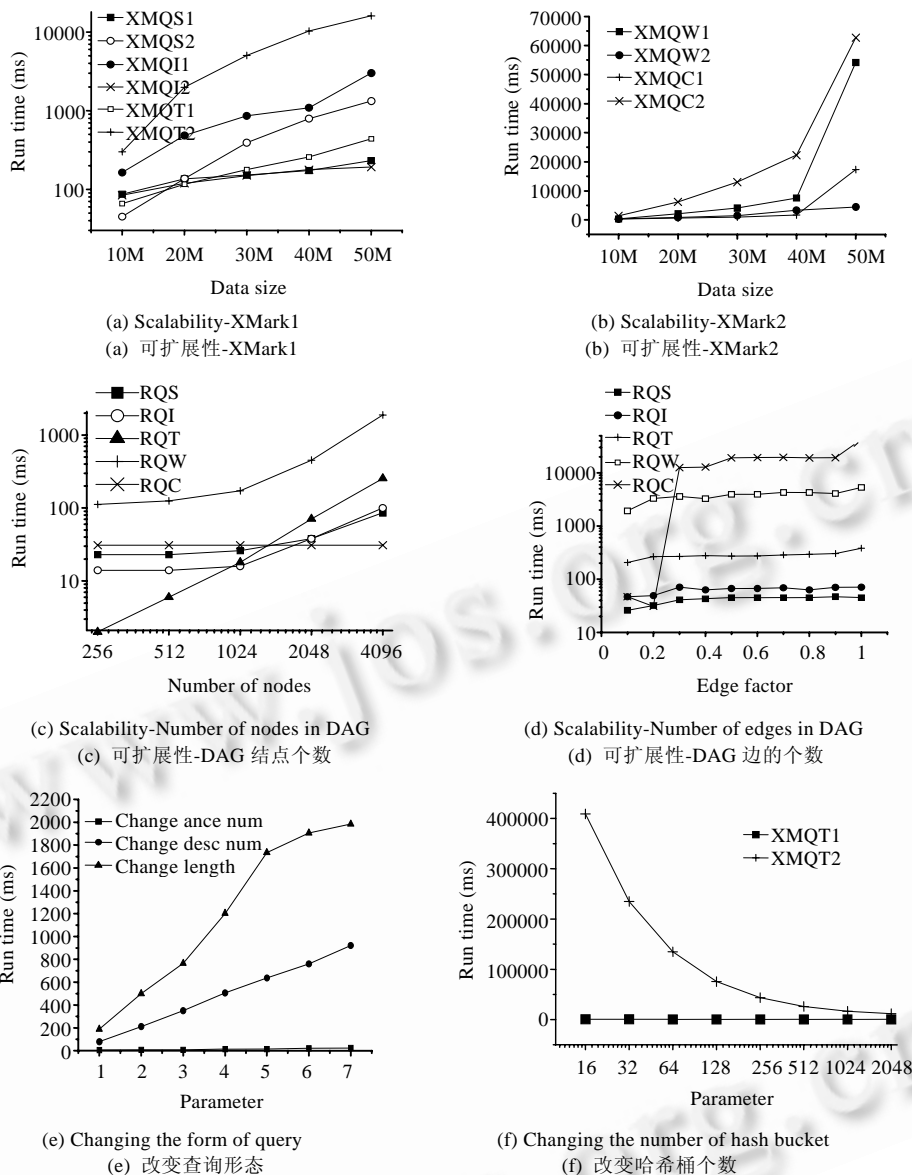 XMQS1
XMQS2
XMQI1
XMQI2
XMQT1
XMQT2
1000
1000
100
Run time (ms)
10M 20M 30M 40M 50M
Data size
(a) Scalability-XMark1
(a) 可扩展性-XMark1
XMQW1
XMQW2
XMQC1
XMQC2
70000
60000
50000
40000
30000
20000
10000
0
Run time (ms)
10M 20M 30M 40M 50M
Data size
(b) Scalability-XMark2
(b) 可扩展性-XMark2
RQS
RQI
RQT
RQW
RQC
1000
100
10
Run time (ms)
256 512 1024 2048 4096
Number of nodes
(c) Scalability-Number of nodes in DAG
(c) 可扩展性-DAG 结点个数
RQS
RQI
RQT
RQW
RQC
10000
1000
100
10
Run time (ms)
0 0.2 0.4 0.6 0.8 1
Edge factor
(d) Scalability-Number of edges in DAG
(d) 可扩展性-DAG 边的个数
Change ance num
Change desc num
Change length
2200
2000
1800
1600
1400
1200
1000
800
600
400
200
0
Run time (ms)
1 2 3 4 5 6 7
Parameter
(e) Changing the form of query
(e) 改变查询形态
XMQT1
XMQT2
400000
300000
200000
100000
0
Run time (ms)
16 32 64 128 256 512 1024 2048
Parameter
(f) Changing the number of hash bucket
(f) 改变哈希桶个数
www.jos.org.cn